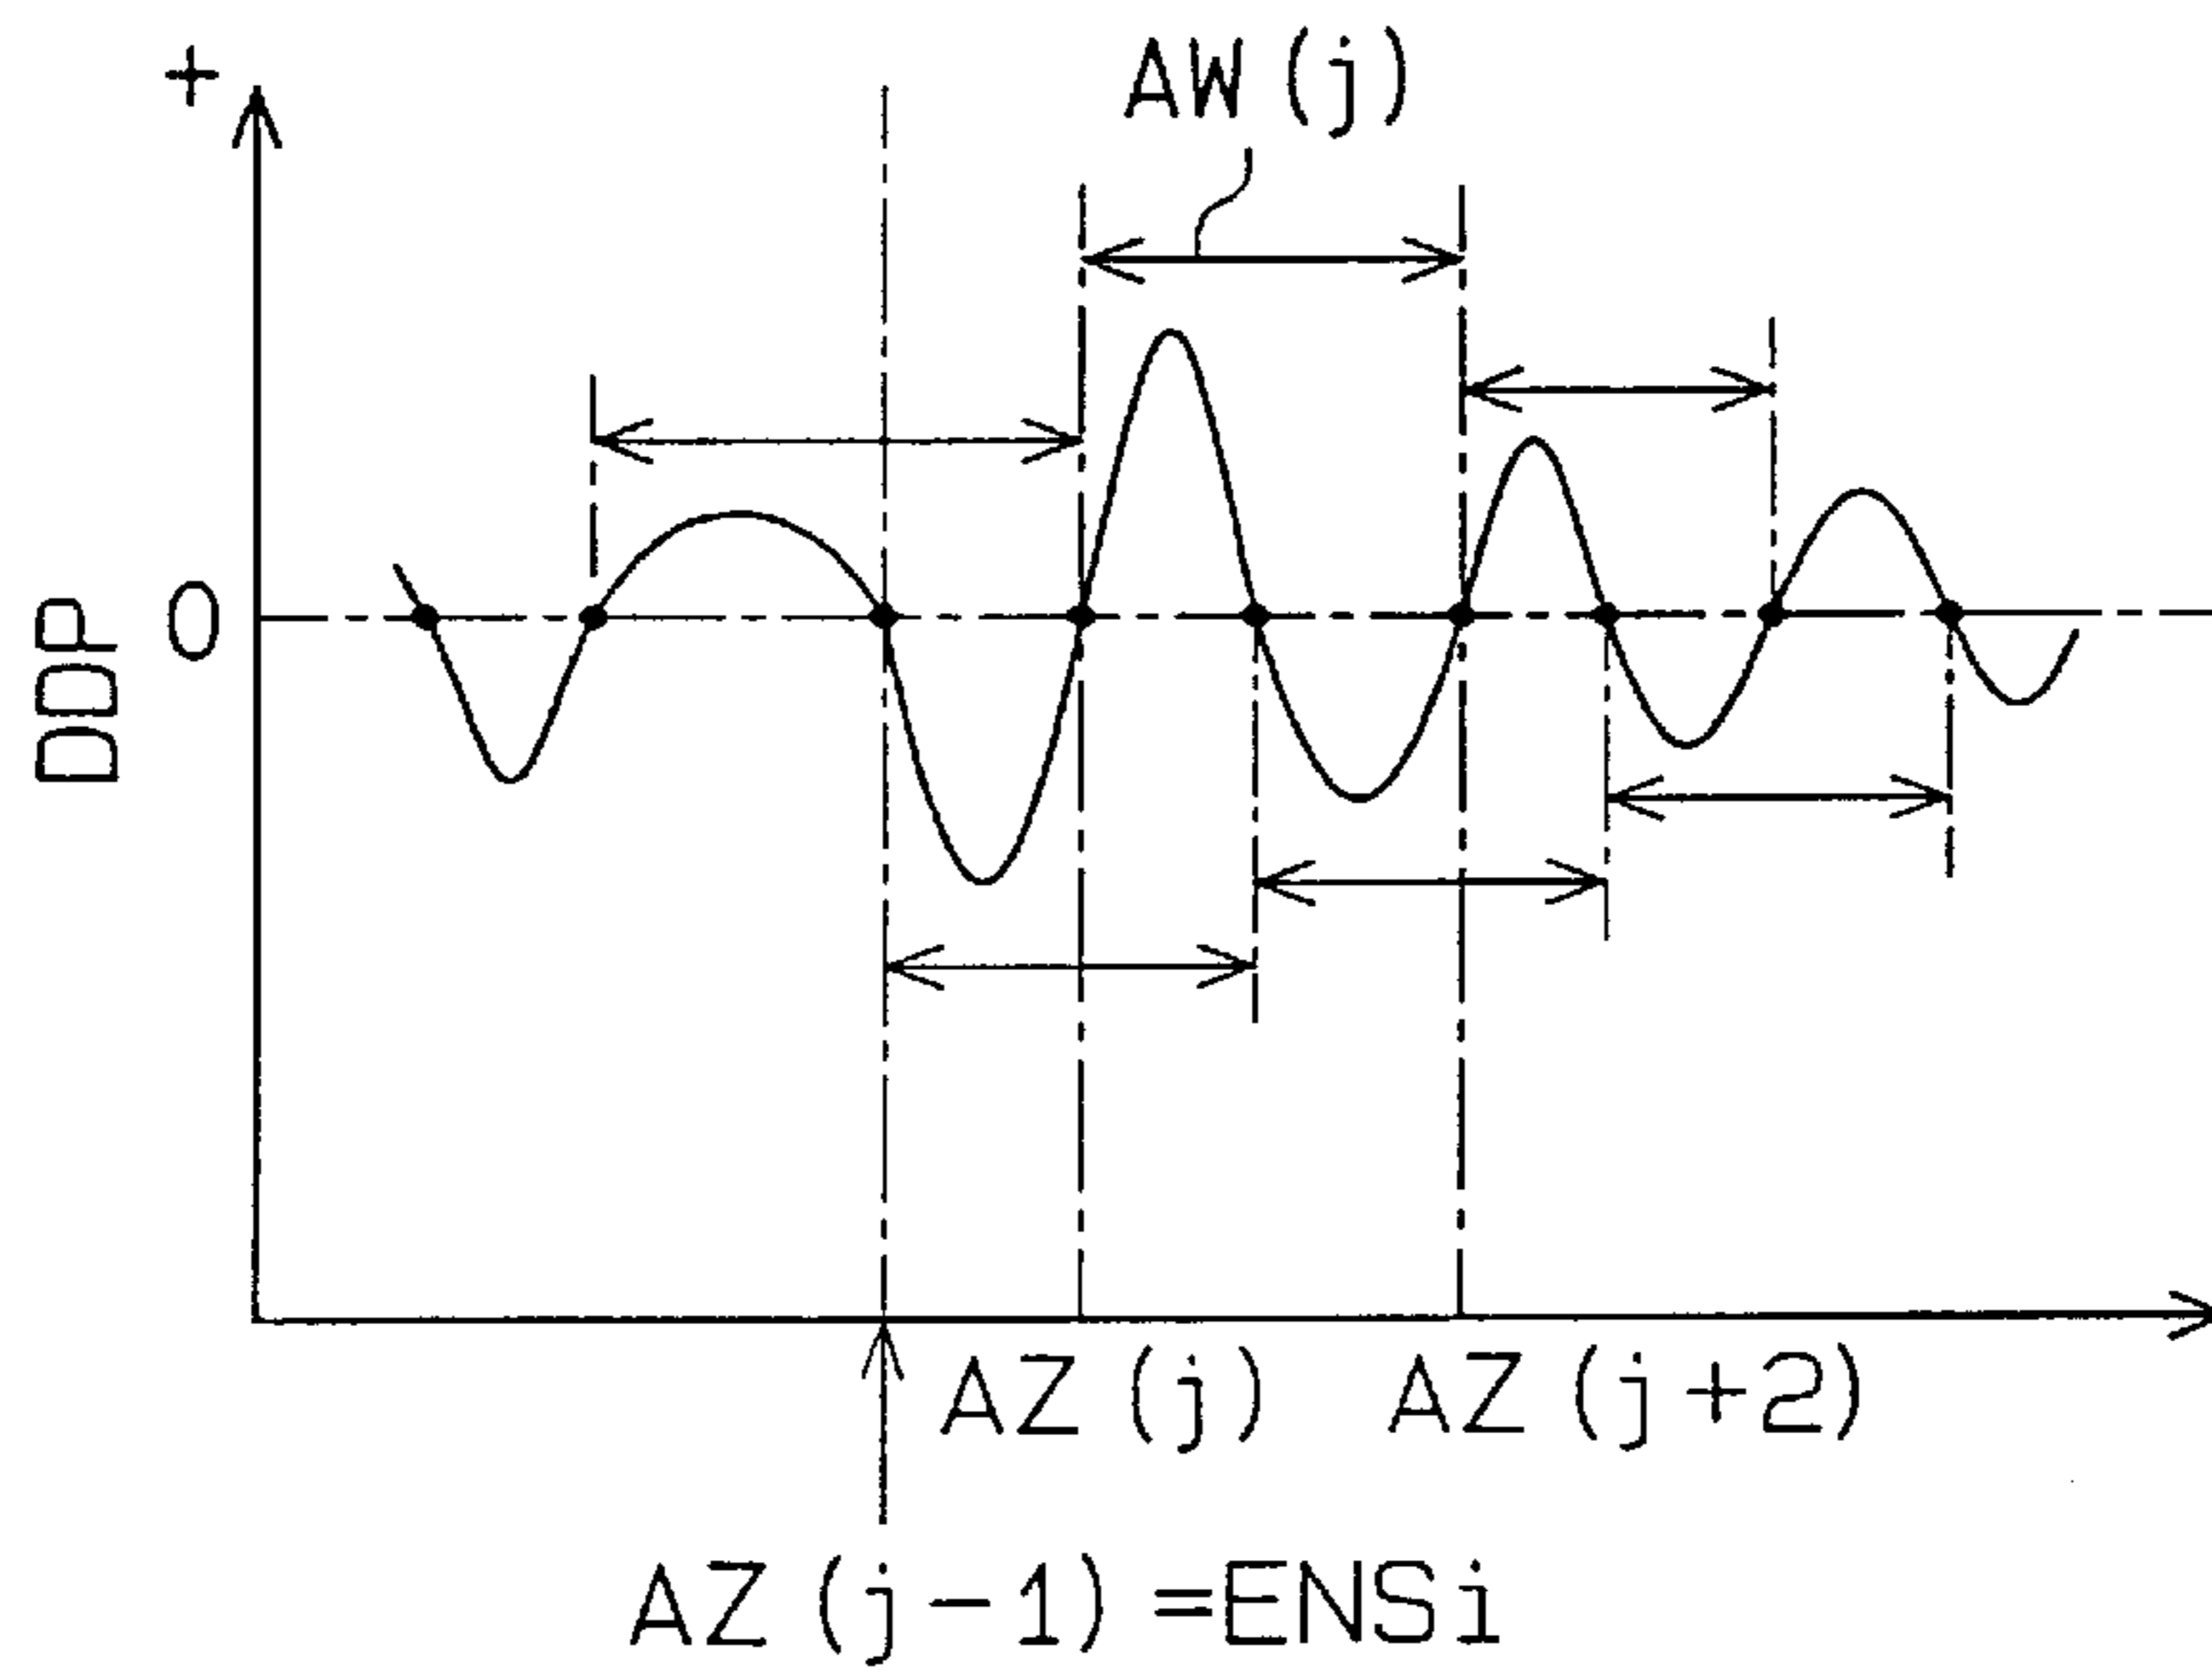 +
AW(j)
0
DDP
AZ(j) AZ(j+2)
AZ(j-1)=ENSi